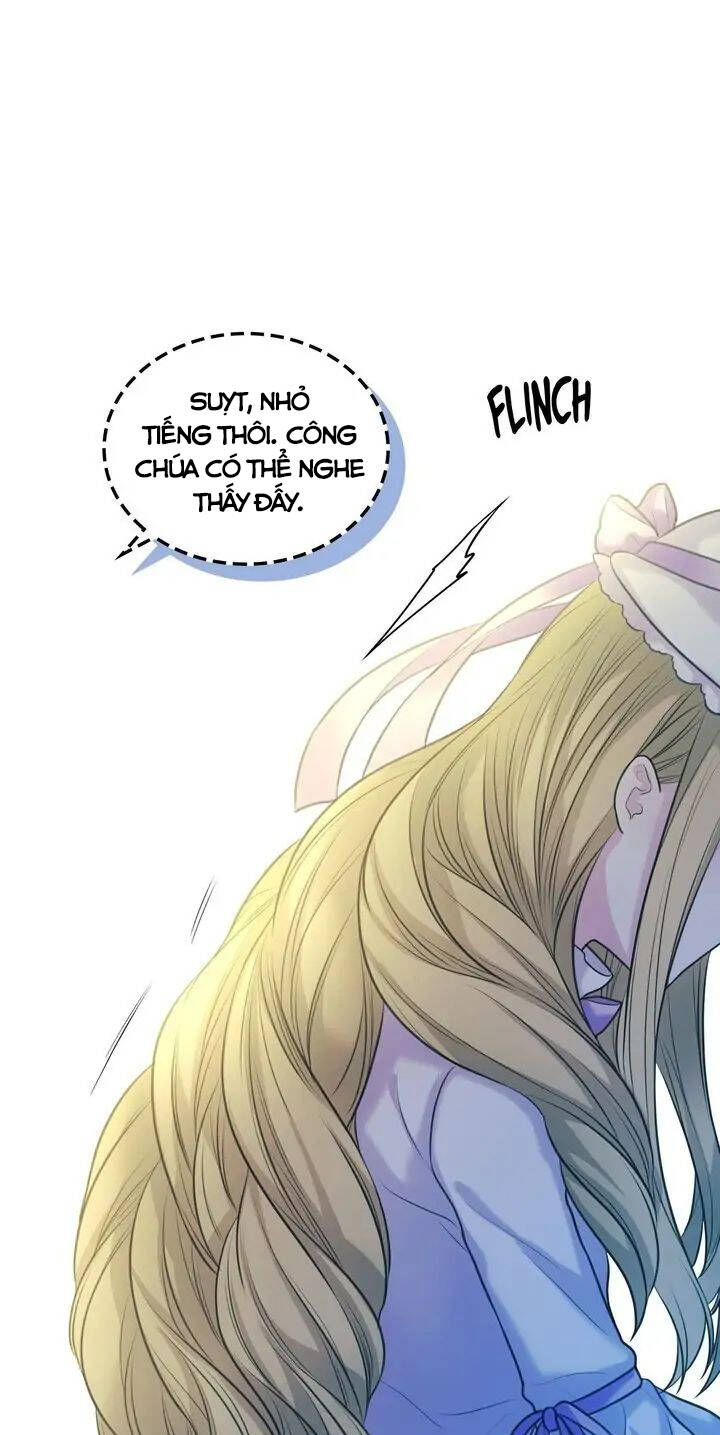 SUỴT, NHỎ
TIẾNG THÔI. CÔNG
CHÚA CÓ THỂ NGHE
THẤY ĐẤY.
FLINCH